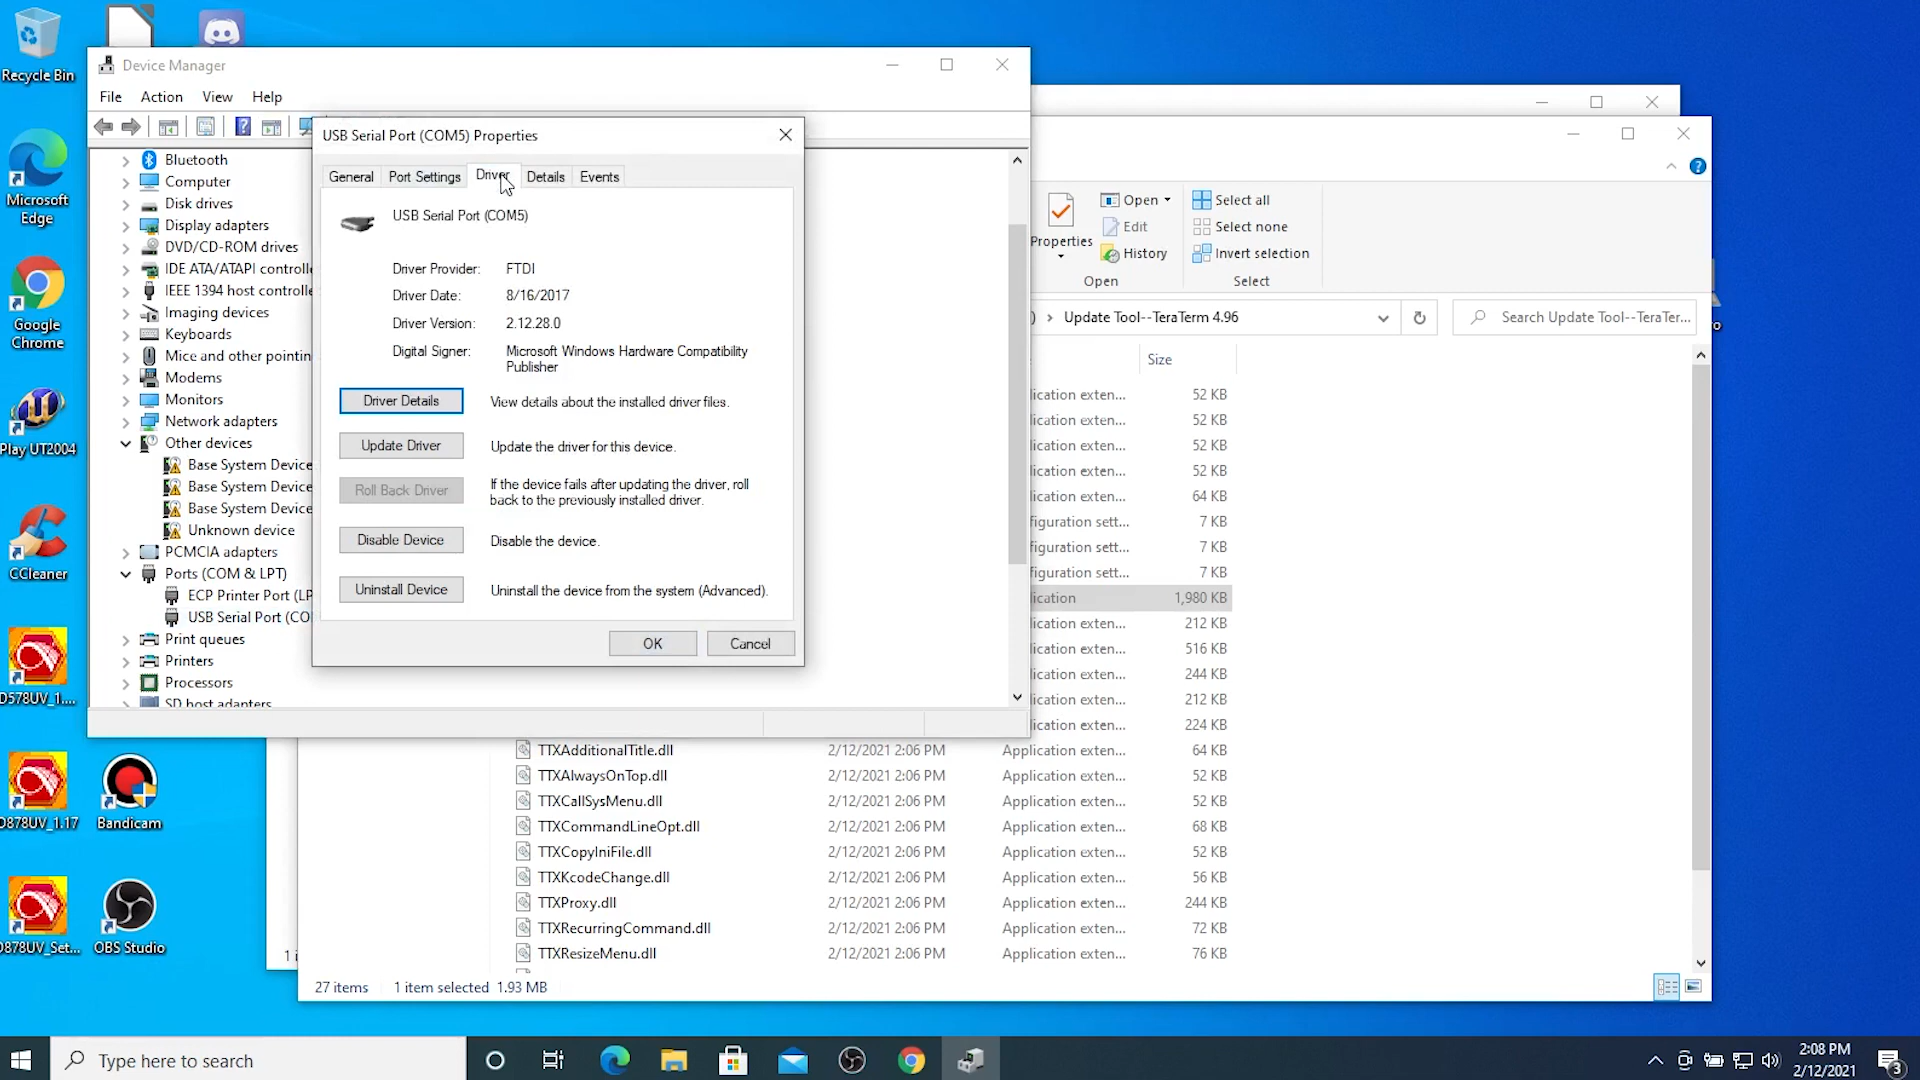 Recycle Bin
Microsoft
Edge
Google
Chrome
Play UT2004
CCleaner
D578UV_1....
D878UV_1.17
Bandicam
D878UV_Set...
OBS Studio
Device Manager
File Action View Help
Bluetooth
Computer
Disk drives
Display adapters
DVD/CD-ROM drives
IDE ATA/ATAPI controlle
IEEE 1394 host controlle
Imaging devices
Keyboards
Mice and other pointin
Modems
Monitors
Network adapters
Other devices
Base System Device
Base System Device
Base System Device
Unknown device
PCMCIA adapters
Ports (COM & LPT)
ECP Printer Port (LP
USB Serial Port (CO
Print queues
Printers
Processors
SD host adapters
USB Serial Port (COM5) Properties
General Port Settings Driver Details Events
USB Serial Port (COM5)
Driver Provider: FTDI
Driver Date: 8/16/2017
Driver Version: 2.12.28.0
Digital Signer: Microsoft Windows Hardware Compatibility
Publisher
Driver Details View details about the installed driver files.
Update Driver Update the driver for this device.
Roll Back Driver If the device fails after updating the driver, roll
back to the previously installed driver.
Disable Device Disable the device.
Uninstall Device Uninstall the device from the system (Advanced).
OK Cancel
Properties
Open
Edit
History
Open
Select all
Select none
Invert selection
Select
) › Update Tool--TeraTerm 4.96
Search Update Tool--TeraTer...
Size
ication exten... 52 KB
ication exten... 52 KB
ication exten... 52 KB
ication exten... 52 KB
ication exten... 64 KB
figuration sett... 7 KB
figuration sett... 7 KB
figuration sett... 7 KB
ication 1,980 KB
ication exten... 212 KB
ication exten... 516 KB
ication exten... 244 KB
ication exten... 212 KB
ication exten... 224 KB
TTXAdditionalTitle.dll 2/12/2021 2:06 PM Application exten... 64 KB
TTXAlwaysOnTop.dll 2/12/2021 2:06 PM Application exten... 52 KB
TTXCallSysMenu.dll 2/12/2021 2:06 PM Application exten... 52 KB
TTXCommandLineOpt.dll 2/12/2021 2:06 PM Application exten... 68 KB
TTXCopyIniFile.dll 2/12/2021 2:06 PM Application exten... 52 KB
TTXKcodeChange.dll 2/12/2021 2:06 PM Application exten... 56 KB
TTXProxy.dll 2/12/2021 2:06 PM Application exten... 244 KB
TTXRecurringCommand.dll 2/12/2021 2:06 PM Application exten... 72 KB
TTXResizeMenu.dll 2/12/2021 2:06 PM Application exten... 76 KB
27 items 1 item selected 1.93 MB
Type here to search
2:08 PM
2/12/2021
3